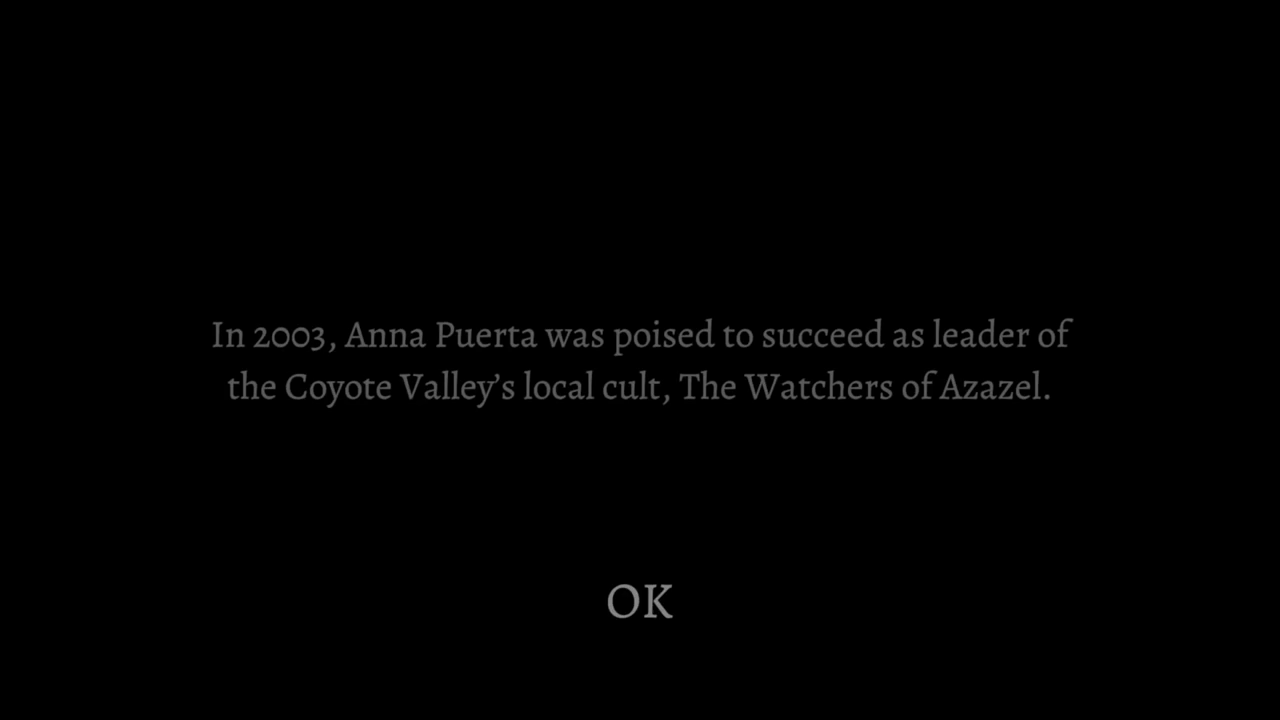 In 2003, Anna Puerta was poised to succeed as leader of
the Coyote Valley’s local cult, The Watchers of Azazel.
OK